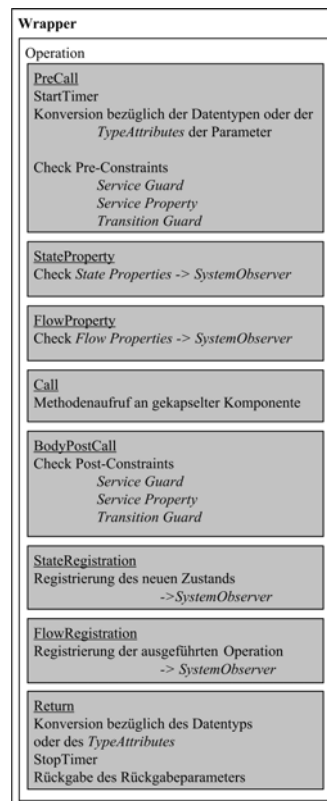 Wrapper
Operation
PreCall
StartTimer
Konversion bezüglich der Datentypen oder der
TypeAttributes der Parameter
Check Pre-Constraints
Service Guard
Service Property
Transition Guard
StateProperty
Check State Properties -> SystemObserver
FlowProperty
Check Flow Properties -> SystemObserver
Call
Methodenaufruf an gekapselter Komponente
BodyPostCall
Check Post-Constraints
Service Guard
Service Property
Transition Guard
StateRegistration
Registrierung des neuen Zustands
->SystemObserver
FlowRegistration
Registrierung der ausgeführten Operation
-> SystemObserver
Return
Konversion bezüglich des Datentyps
oder des TypeAttributes
StopTimer
Rückgabe des Rückgabeparameters